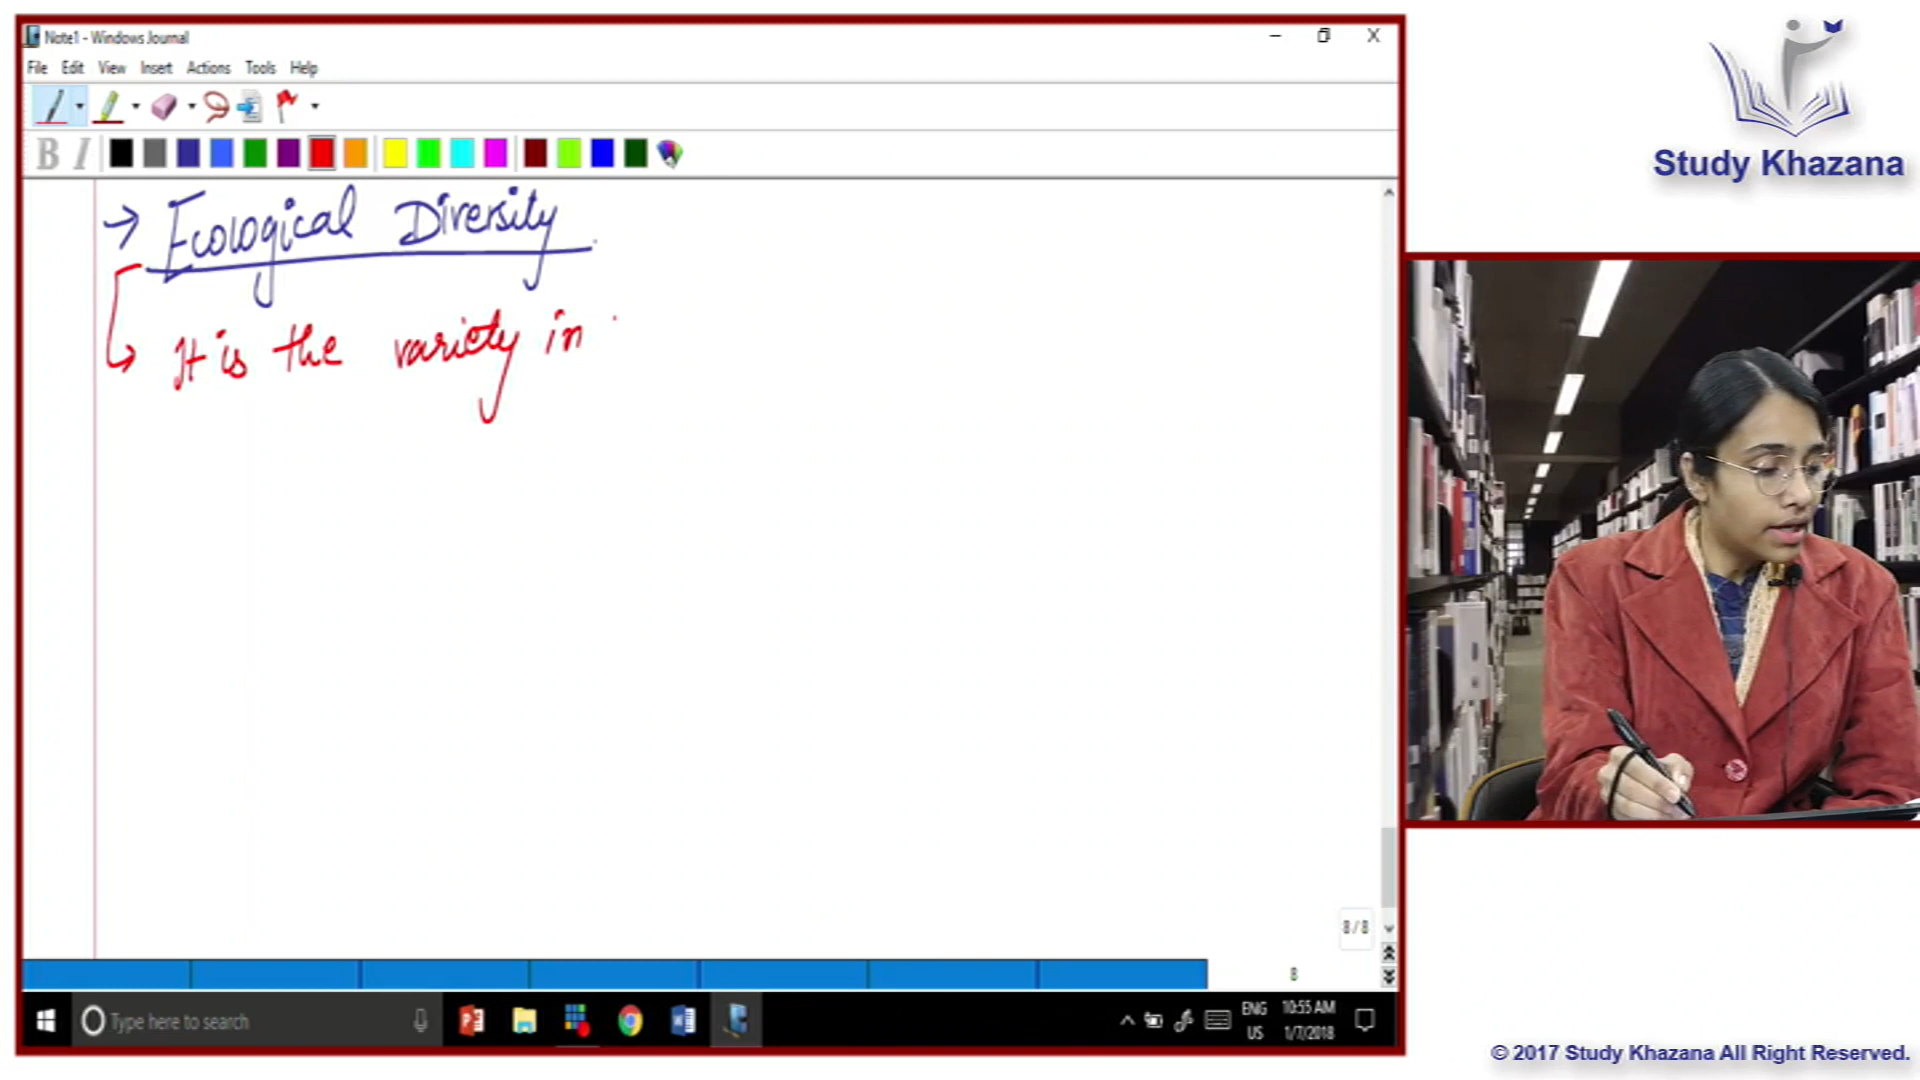 Note1 - Windows Journal
File Edit View Insert Actions Tools Help
B I
→ Ecological Diversity
It is the variety in
8 / 8
8
Type here to search
ENG
US
10:55 AM
1/7/2018
Study Khazana
© 2017 Study Khazana All Right Reserved.